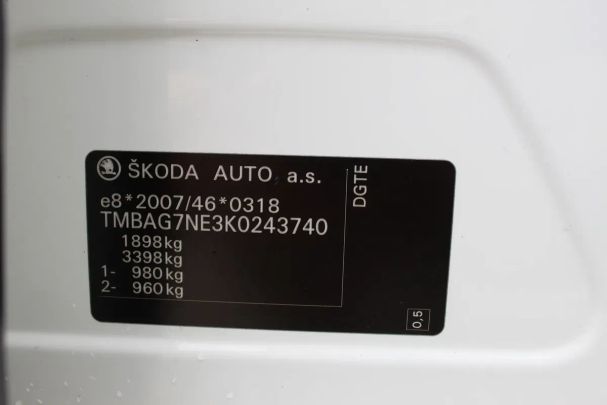 ŠKODA AUTO a.s.
e8*2007/46*0318
TMBAG7NE3K0243740
1898kg
3398kg
1- 980kg
2- 960kg
DGTE
0,5